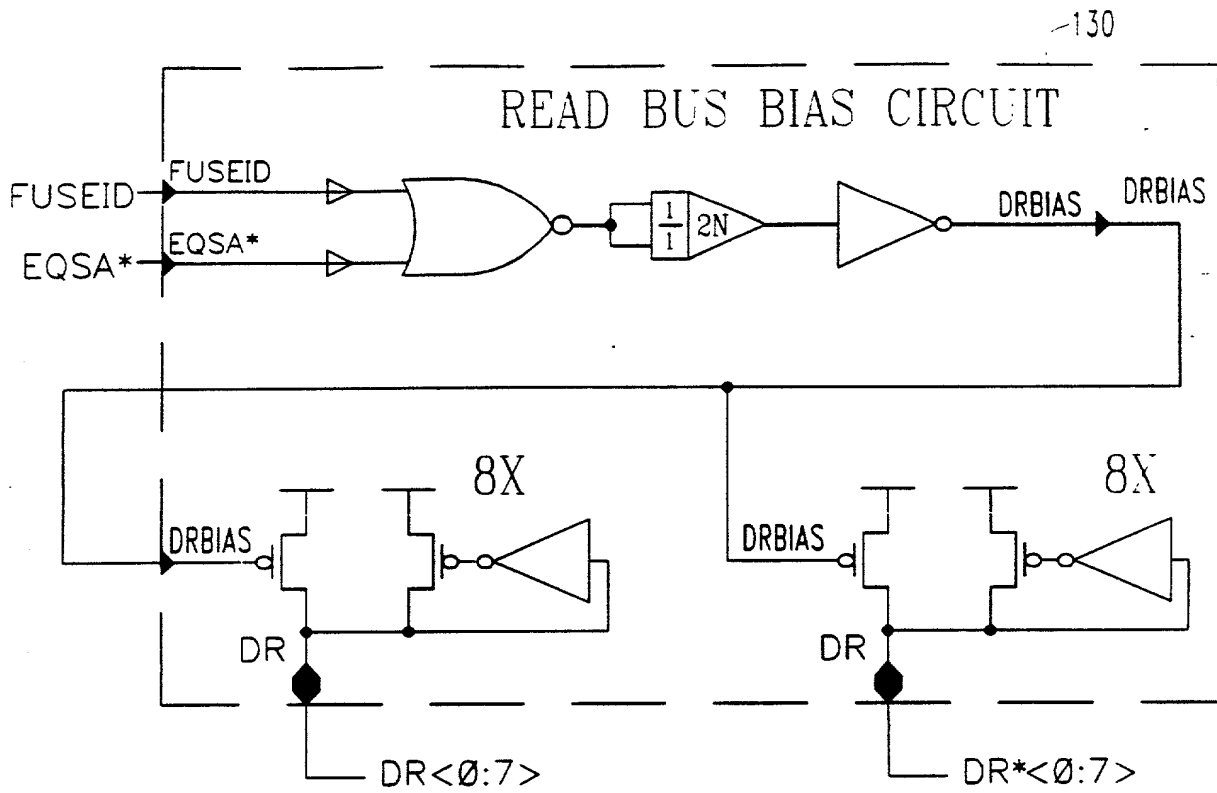 130
READ BUS BIAS CIRCUIT
FUSEID
FUSEID
EQSA*
EQSA*
1
1
2N
DRBIAS
DRBIAS
8X
8X
DRBIAS
DRBIAS
DR
DR
DR<Ø:7>
DR*<Ø:7>